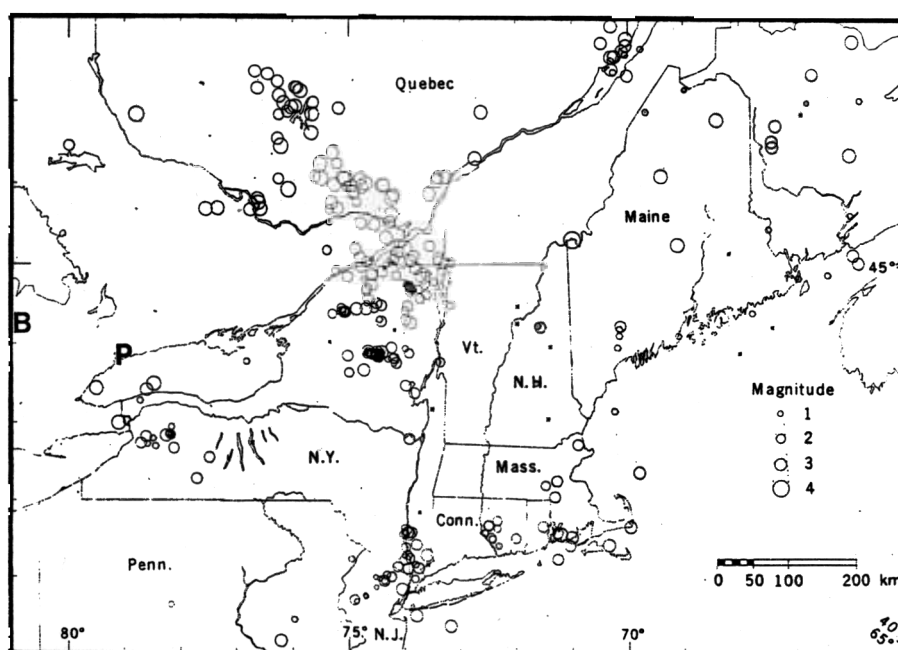 Quebec
Maine
45°
B
P
Vt.
N.H.
Magnitude
1
2
3
4
N.Y.
Mass.
Conn.
Penn.
0 50 100 200 km
80°
75°
N.J.
70°
40°
65°